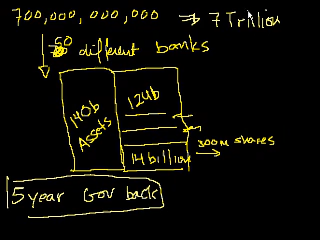 700,000,000,000 ⇒ 7 Trillion
50 different banks
140b Assets
124b
14 billion
300M shares
5 year Gov back